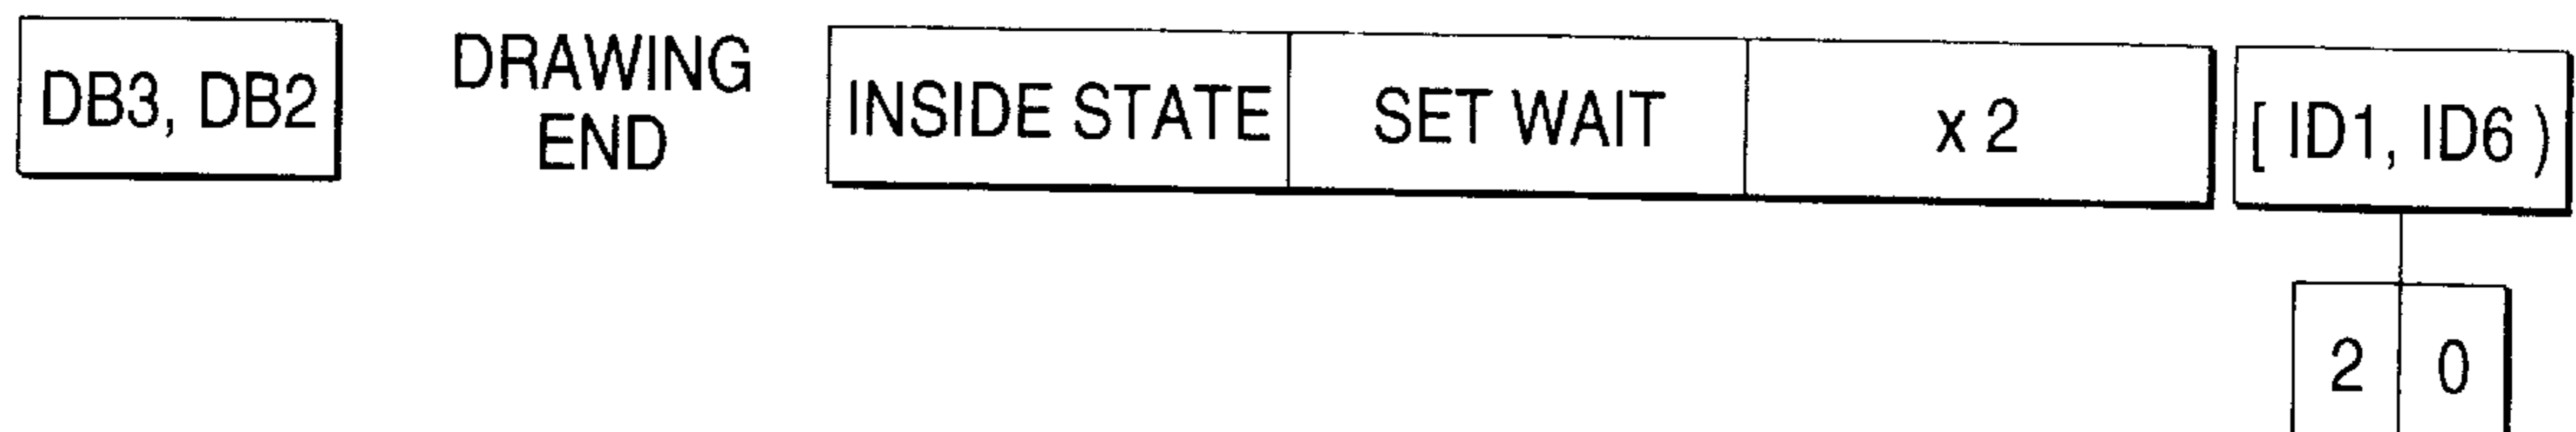 DB3, DB2
DRAWING
END
INSIDE STATE
SET WAIT
x 2
[ ID1, ID6 )
2 0